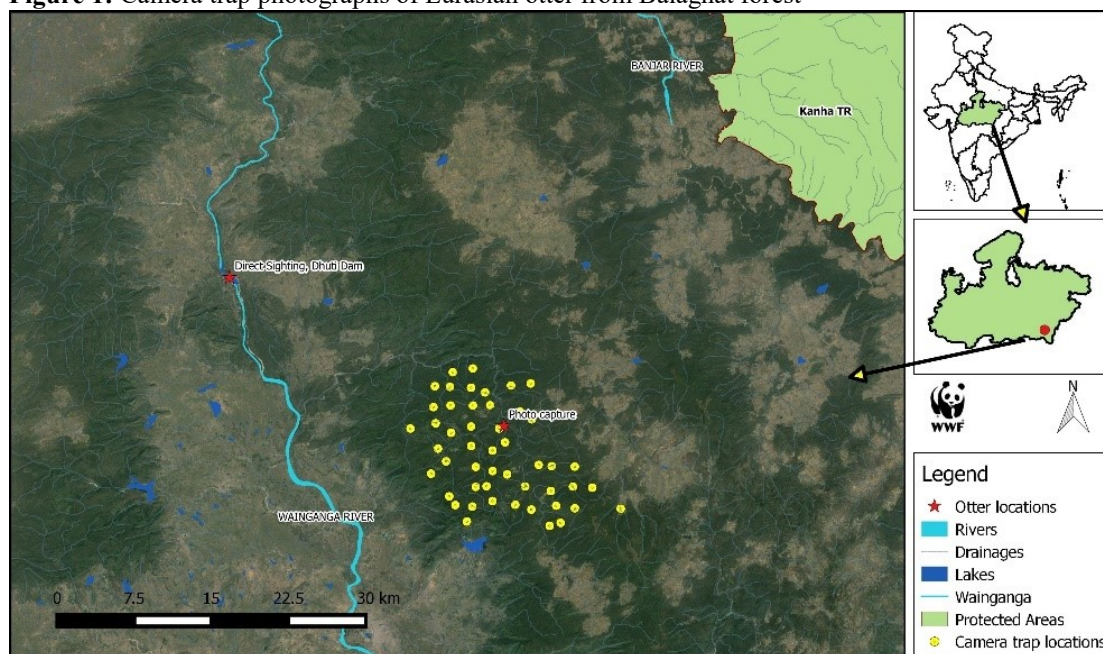 Figure 1: Camera trap photographs of Eurasian otter from Balaghat forest
BANJAR RIVER
Kanha TR
Direct Sighting, Dhuti Dam
Photo capture
WAINGANGA RIVER
0 7.5 15 22.5 30 km
WWF
N
Legend
Otter locations
Rivers
Drainages
Lakes
Wainganga
Protected Areas
Camera trap locations